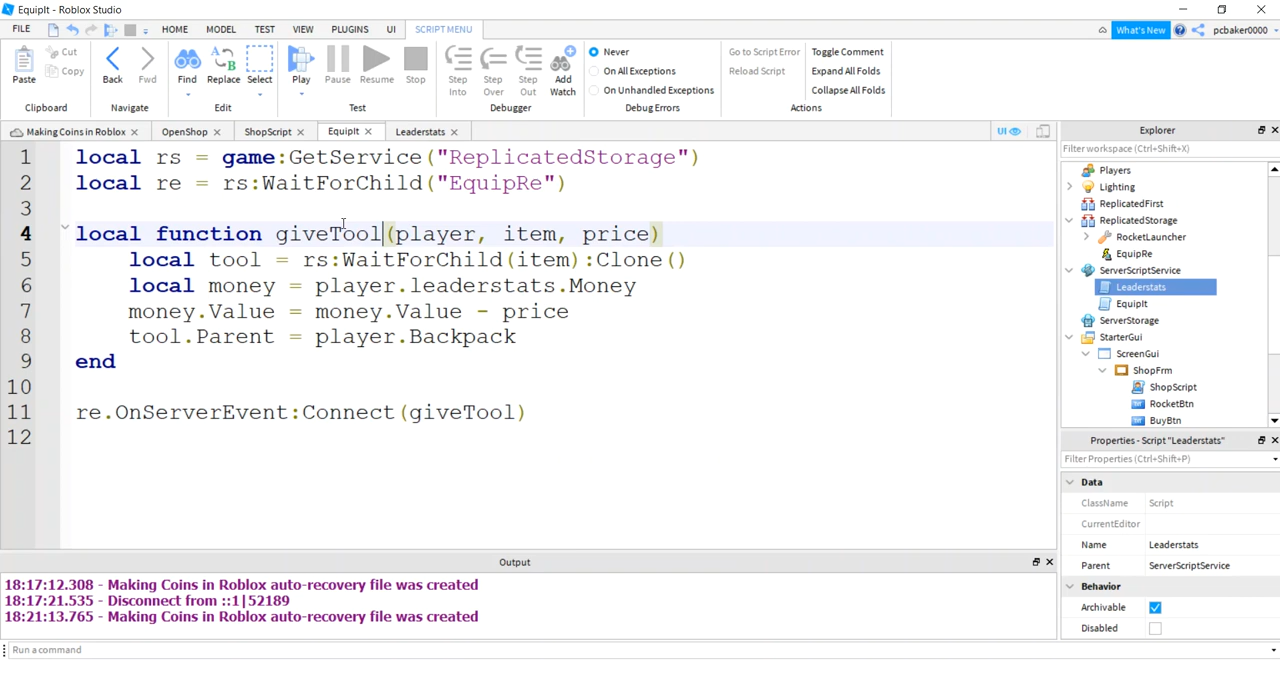 EquipIt - Roblox Studio
FILE HOME MODEL TEST VIEW PLUGINS UI SCRIPT MENU What's New pcbaker0000
Paste Cut Copy Back Fwd Find Replace Select Play Pause Resume Stop Step Into Step Over Step Out Add Watch
Never Go to Script Error Toggle Comment
On All Exceptions Reload Script Expand All Folds
On Unhandled Exceptions Collapse All Folds
Clipboard Navigate Edit Test Debugger Debug Errors Actions
Making Coins in Roblox OpenShop ShopScript EquipIt Leaderstats UI
1 local rs = game:GetService("ReplicatedStorage")
2 local re = rs:WaitForChild("EquipRe")
3
4 local function giveTool(player, item, price)
5 local tool = rs:WaitForChild(item):Clone()
6 local money = player.leaderstats.Money
7 money.Value = money.Value - price
8 tool.Parent = player.Backpack
9 end
10
11 re.OnServerEvent:Connect(giveTool)
12
Explorer
Filter workspace (Ctrl+Shift+X)
Players
Lighting
ReplicatedFirst
ReplicatedStorage
RocketLauncher
EquipRe
ServerScriptService
Leaderstats
EquipIt
ServerStorage
StarterGui
ScreenGui
ShopFrm
ShopScript
RocketBtn
BuyBtn
Properties - Script "Leaderstats"
Filter Properties (Ctrl+Shift+P)
Data
ClassName Script
CurrentEditor
Name Leaderstats
Parent ServerScriptService
Behavior
Archivable
Disabled
Output
18:17:12.308 - Making Coins in Roblox auto-recovery file was created
18:17:21.535 - Disconnect from ::1|52189
18:21:13.765 - Making Coins in Roblox auto-recovery file was created
Run a command